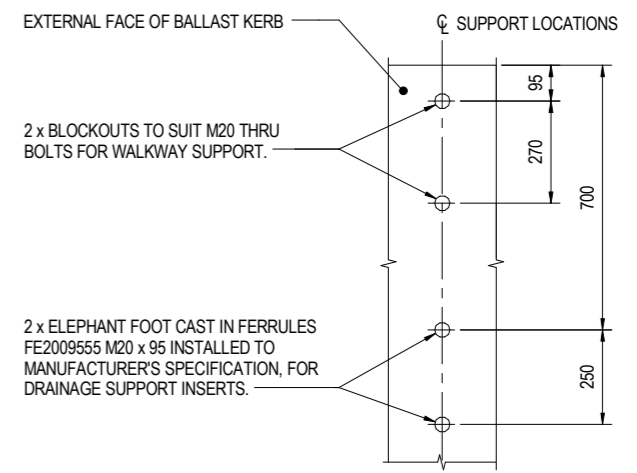 EXTERNAL FACE OF BALLAST KERB
℄ SUPPORT LOCATIONS
95
2 x BLOCKOUTS TO SUIT M20 THRU
BOLTS FOR WALKWAY SUPPORT.
270
700
2 x ELEPHANT FOOT CAST IN FERRULES
FE2009555 M20 x 95 INSTALLED TO
MANUFACTURER'S SPECIFICATION, FOR
DRAINAGE SUPPORT INSERTS.
250